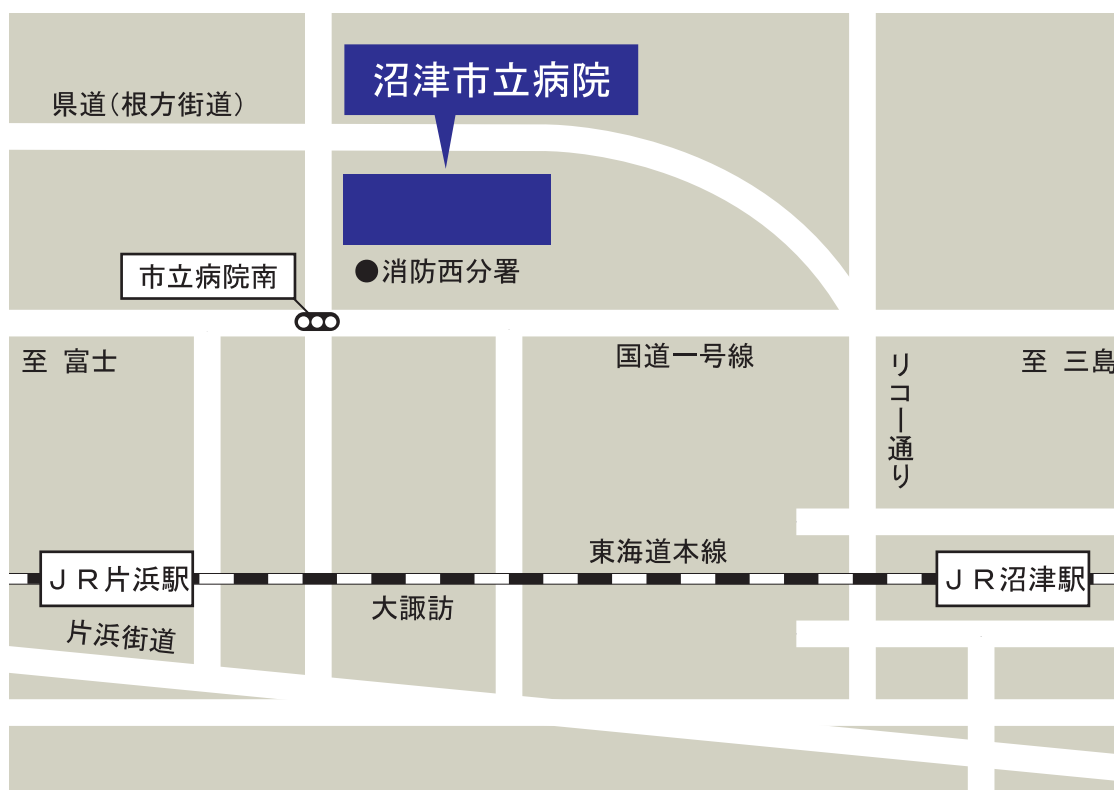 沼津市立病院
県道(根方街道)
市立病院南
●消防西分署
至 富士
国道一号線
リコー通り
至 三島
東海道本線
ＪＲ片浜駅
ＪＲ沼津駅
大諏訪
片浜街道